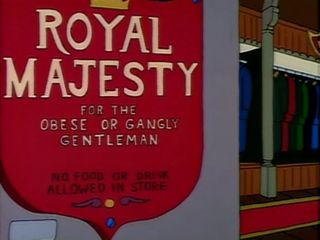 ROYAL
MAJESTY
FOR THE
OBESE OR GANGLY
GENTLEMAN
NO FOOD OR DRINK
ALLOWED IN STORE